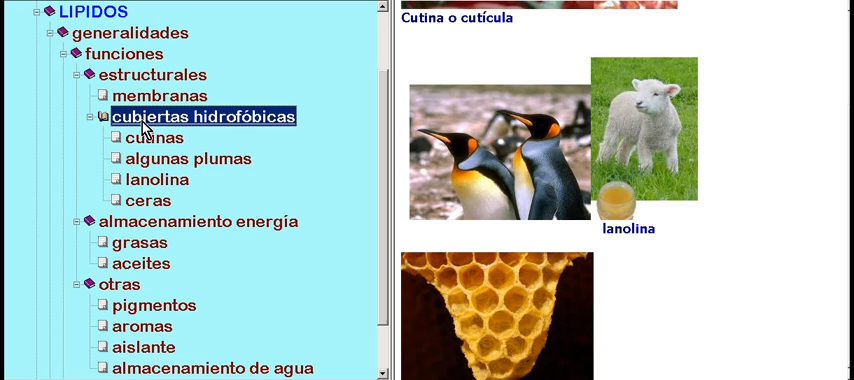 LIPIDOS
generalidades
funciones
estructurales
membranas
cubiertas hidrofóbicas
cutinas
algunas plumas
lanolina
ceras
almacenamiento energía
grasas
aceites
otras
pigmentos
aromas
aislante
almacenamiento de agua
Cutina o cutícula
lanolina